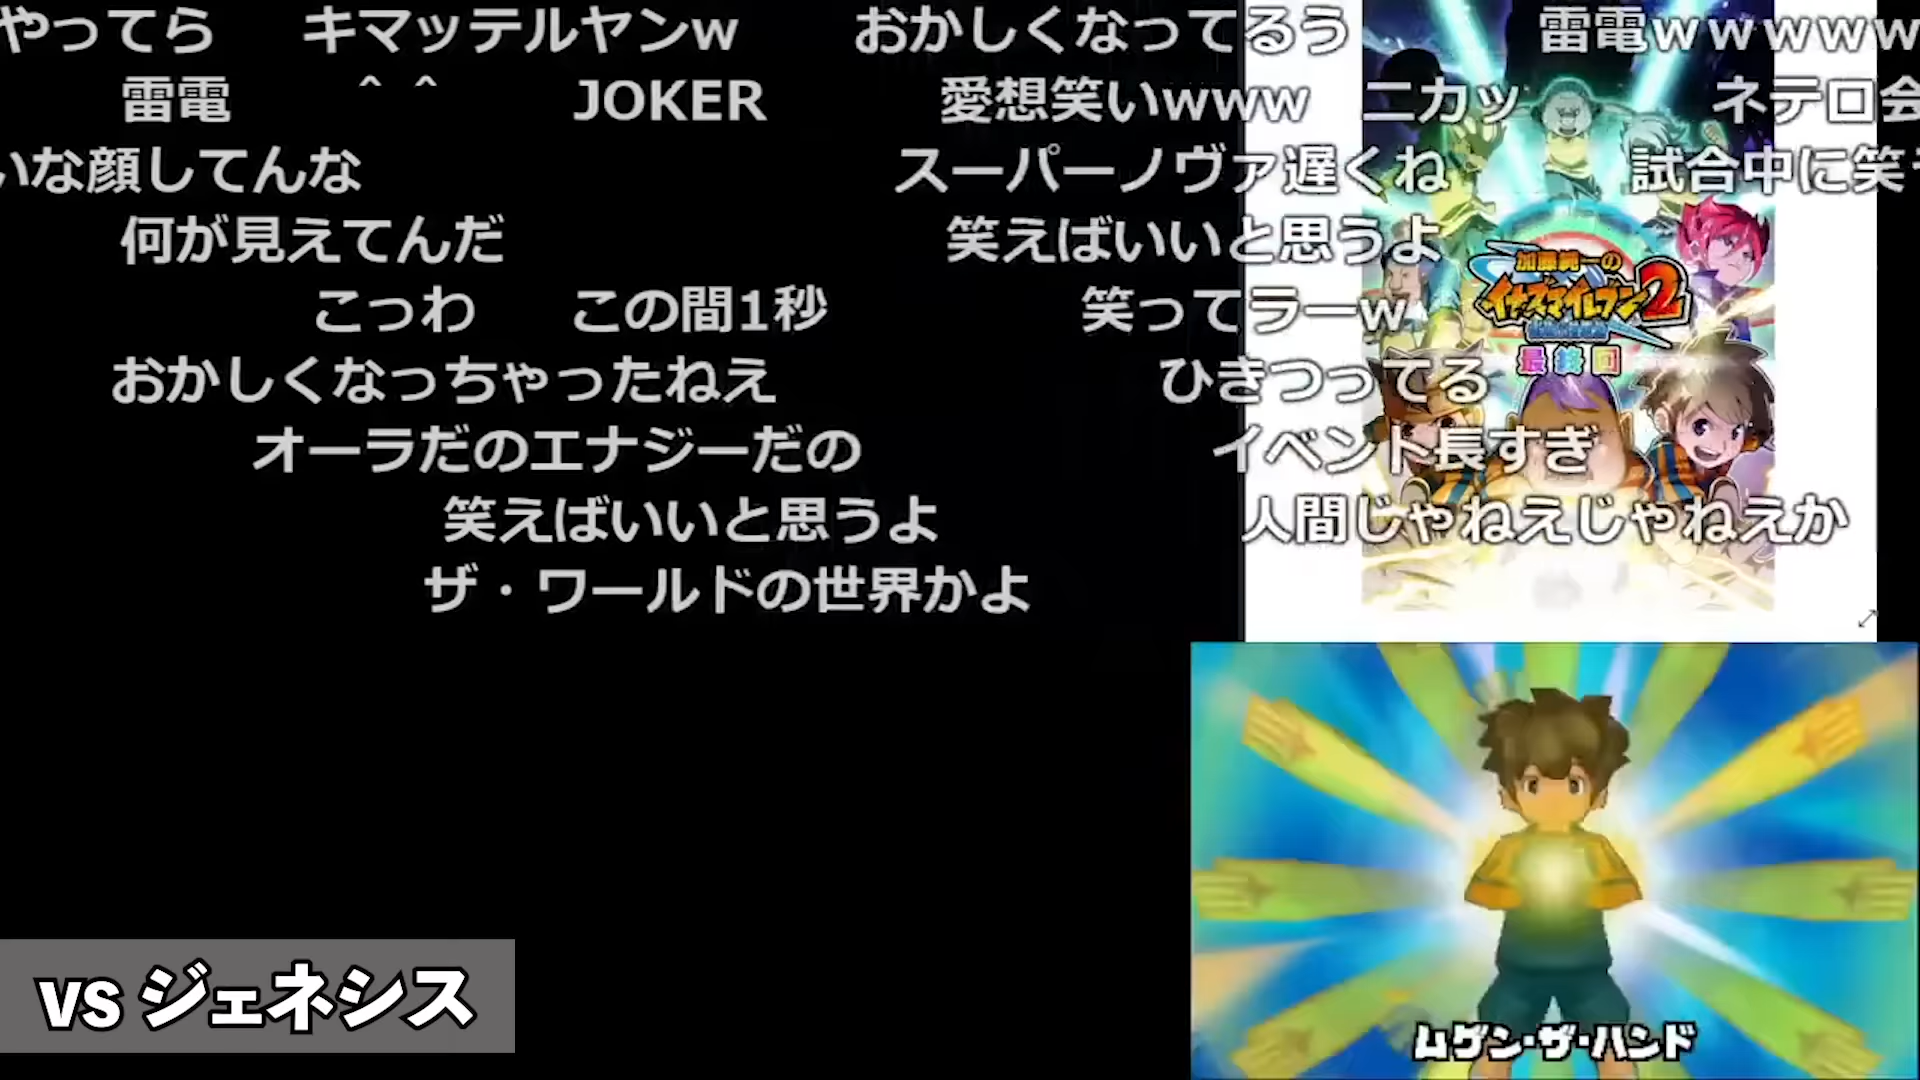 やってら キマッテルヤンw おかしくなってるう 雷電wwwww
雷電 ＾ ＾ JOKER 愛想笑いwww ニカッ ネテロ会
いな顔してんな スーパーノヴァ遅くね 試合中に笑う
何が見えてんだ 笑えばいいと思うよ
加藤純一の
イナズマイレブン2
こっわ この間1秒 笑ってラーw
最終回
おかしくなっちゃったねえ ひきつってる
オーラだのエナジーだの イベント長すぎ
笑えばいいと思うよ 人間じゃねえじゃねえか
ザ・ワールドの世界かよ
vs ジェネシス
ムゲン・ザ・ハンド